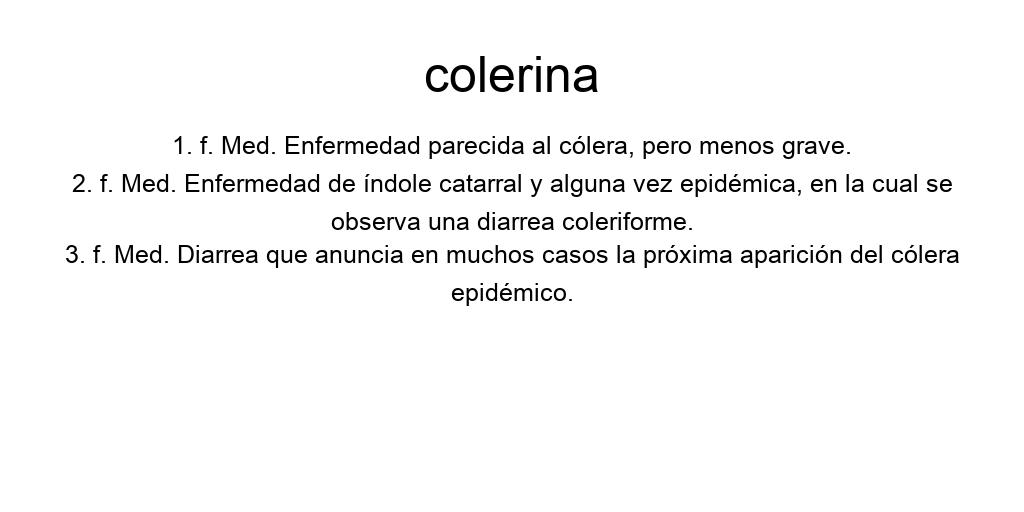 colerina
1. f. Med. Enfermedad parecida al cólera, pero menos grave.
2. f. Med. Enfermedad de índole catarral y alguna vez epidémica, en la cual se
observa una diarrea coleriforme.
3. f. Med. Diarrea que anuncia en muchos casos la próxima aparición del cólera
epidémico.